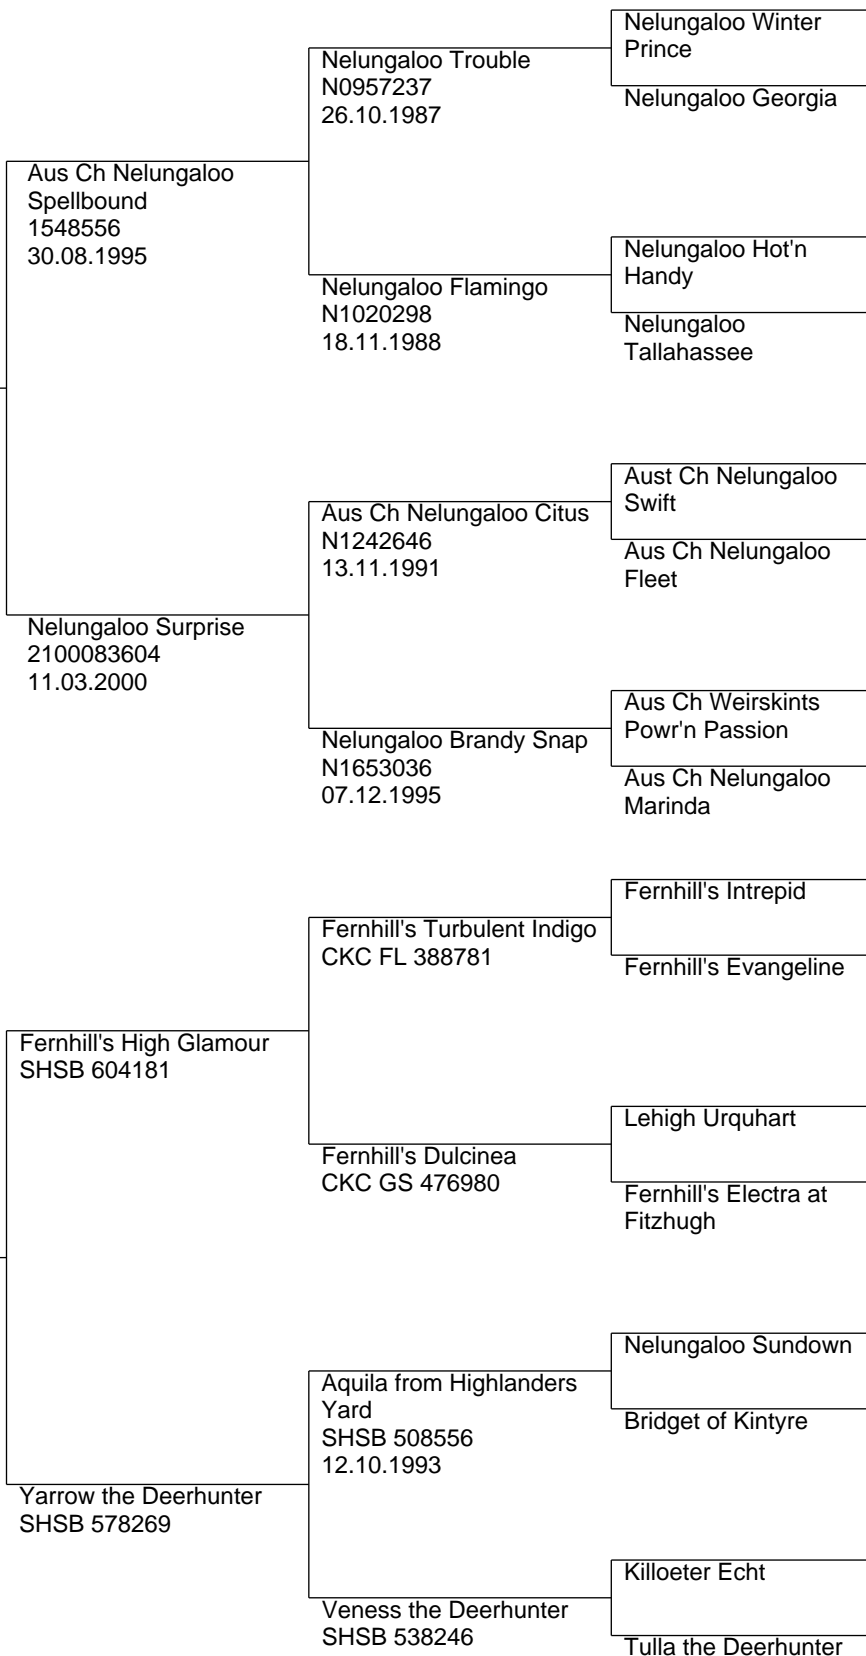 Nelungaloo Winter
Prince
Nelungaloo Trouble
N0957237
26.10.1987
Nelungaloo Georgia
Aus Ch Nelungaloo
Spellbound
1548556
30.08.1995
Nelungaloo Hot'n
Handy
Nelungaloo Flamingo
N1020298
18.11.1988
Nelungaloo
Tallahassee
Aust Ch Nelungaloo
Swift
Aus Ch Nelungaloo Citus
N1242646
13.11.1991
Aus Ch Nelungaloo
Fleet
Nelungaloo Surprise
2100083604
11.03.2000
Aus Ch Weirskints
Powr'n Passion
Nelungaloo Brandy Snap
N1653036
07.12.1995
Aus Ch Nelungaloo
Marinda
Fernhill's Intrepid
Fernhill's Turbulent Indigo
CKC FL 388781
Fernhill's Evangeline
Fernhill's High Glamour
SHSB 604181
Lehigh Urquhart
Fernhill's Dulcinea
CKC GS 476980
Fernhill's Electra at
Fitzhugh
Nelungaloo Sundown
Aquila from Highlanders
Yard
SHSB 508556
12.10.1993
Bridget of Kintyre
Yarrow the Deerhunter
SHSB 578269
Killoeter Echt
Veness the Deerhunter
SHSB 538246
Tulla the Deerhunter